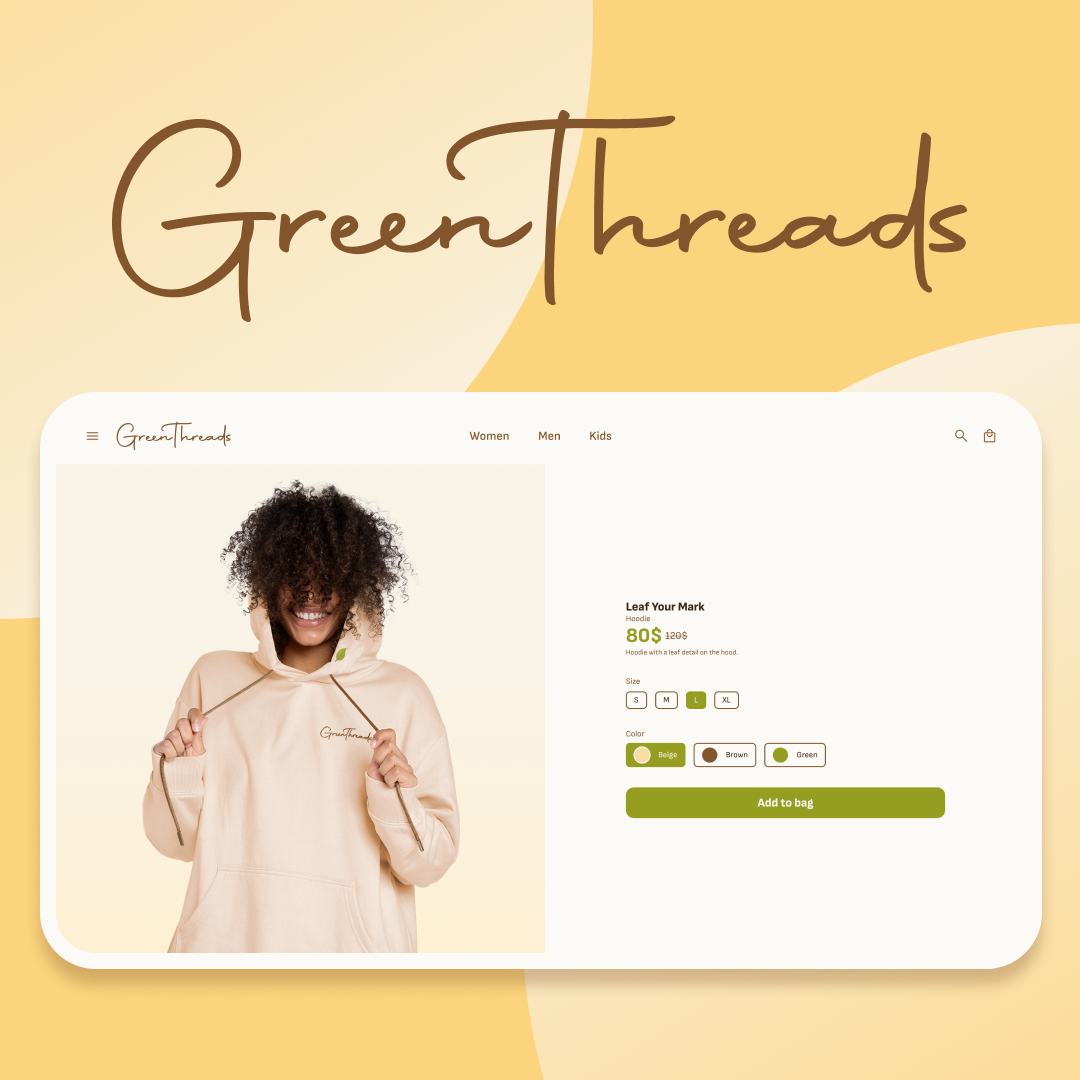 GreenThreads
GreenThreads
Women Men Kids
GreenThreads
Leaf Your Mark
Hoodie
80$ 120$
Hoodie with a leaf detail on the hood.
Size
S M L XL
Color
Beige Brown Green
Add to bag